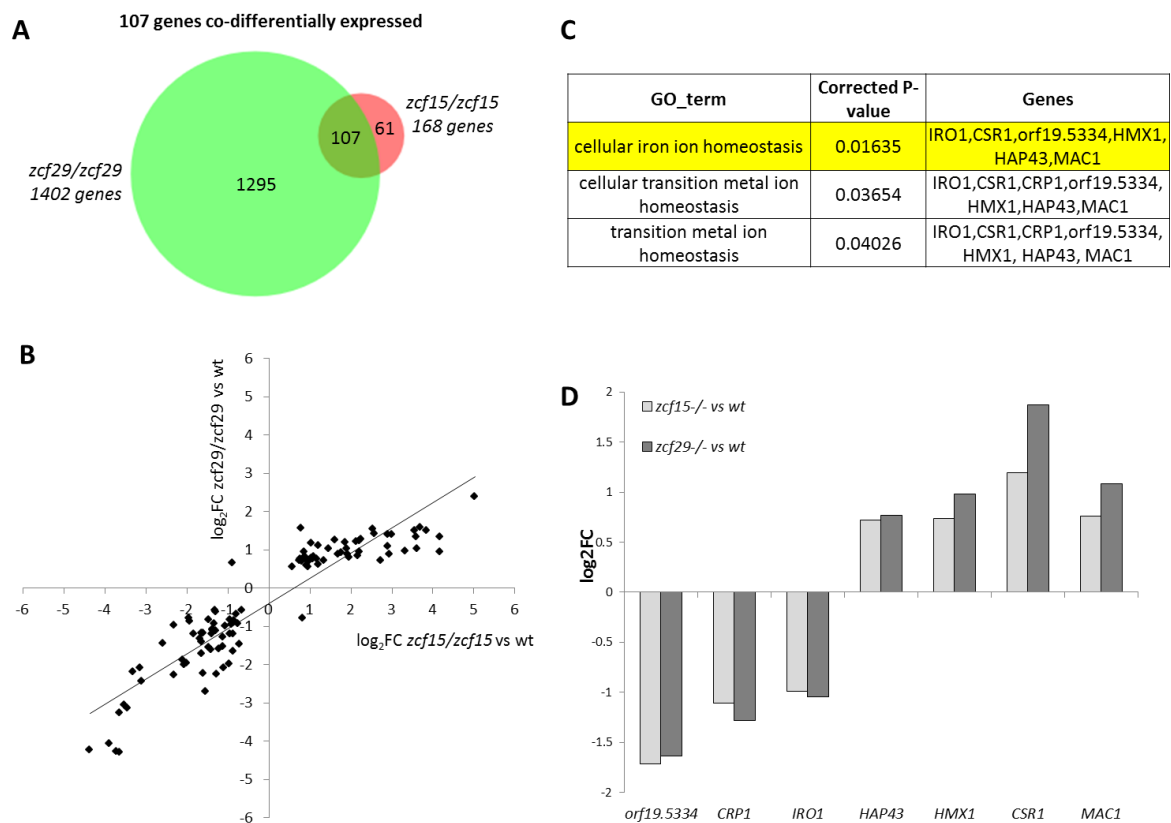 A
107 genes co-differentially expressed
zcf15/zcf15
168 genes
107
61
zcf29/zcf29
1402 genes
1295
C
GO_term
Corrected P-
value
Genes
cellular iron ion homeostasis
0.01635
IRO1,CSR1,orf19.5334,HMX1,
HAP43,MAC1
cellular transition metal ion
homeostasis
0.03654
IRO1,CSR1,CRP1,orf19.5334,
HMX1,HAP43,MAC1
transition metal ion
homeostasis
0.04026
IRO1,CSR1,CRP1,orf19.5334,
HMX1, HAP43, MAC1
B
log2FC zcf29/zcf29 vs wt
6
5
4
3
2
1
0
-6 -5 -4 -3 -2 -1 0 1 2 3 4 5 6
log2FC zcf15/zcf15 vs wt
-1
-2
-3
-4
-5
-6
D
zcf15-/- vs wt
zcf29-/- vs wt
log2FC
2
1.5
1
0.5
0
-0.5
-1
-1.5
-2
orf19.5334 CRP1 IRO1 HAP43 HMX1 CSR1 MAC1